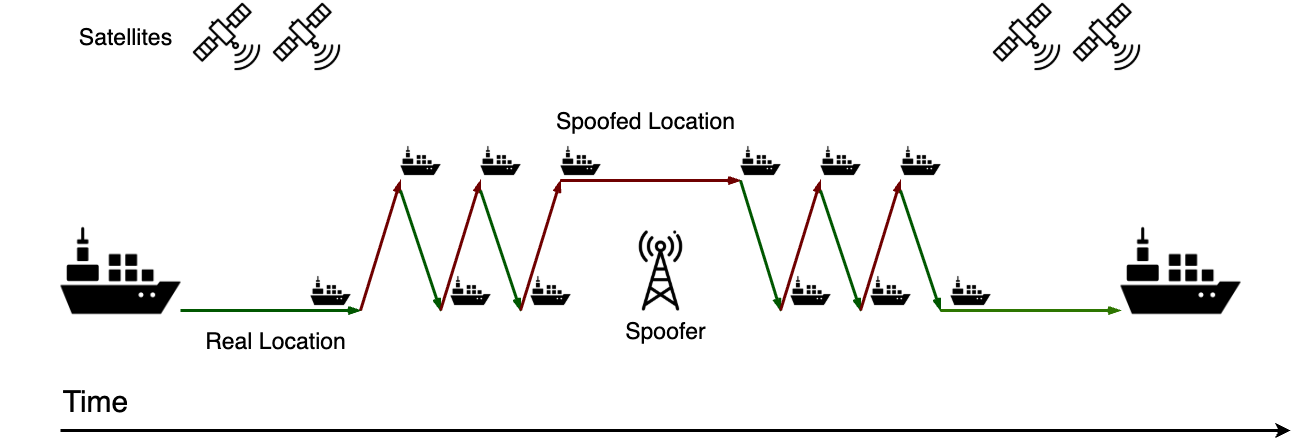 Satellites
Spoofed Location
Spoofer
Real Location
Time